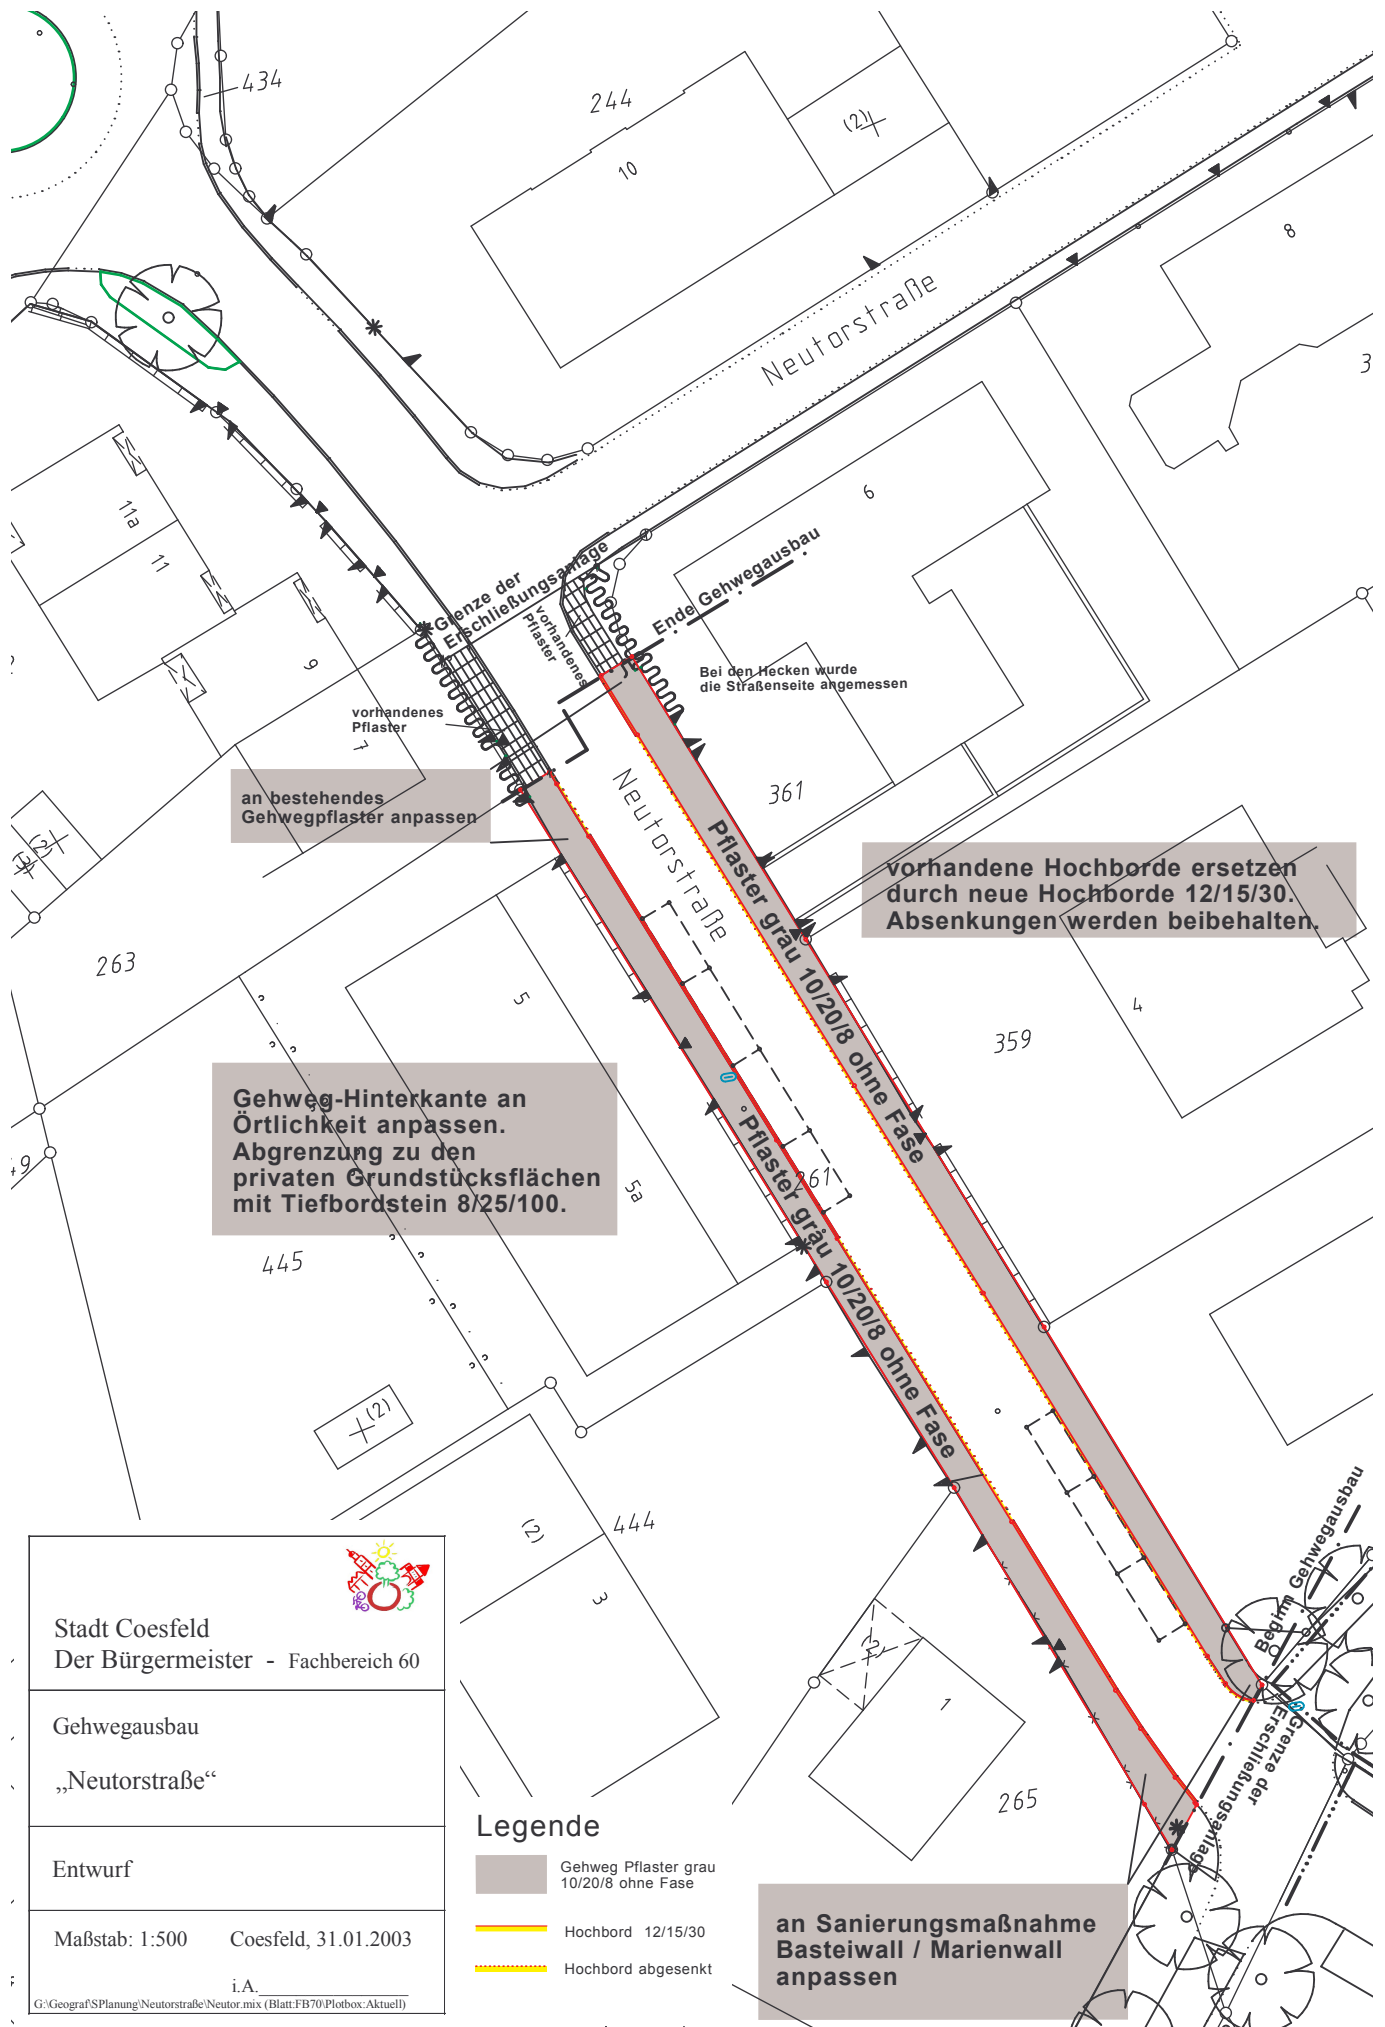 434
244
10
(2)
8
3
Neutorstraße
6
11a
11
9
7
Grenze der
Erschließungsanlage
vorhandenes
Pflaster
Ende Gehwegausbau
Bei den Hecken wurde
die Straßenseite angemessen
vorhandenes
Pflaster
an bestehendes
Gehwegpflaster anpassen
Neutorstraße
361
(2)
(3)
vorhandene Hochborde ersetzen
durch neue Hochborde 12/15/30.
Absenkungen werden beibehalten.
Pflaster grau 10/20/8 ohne Fase
263
5
4
359
Gehweg-Hinterkante an
Örtlichkeit anpassen.
Abgrenzung zu den
privaten Grundstücksflächen
mit Tiefbordstein 8/25/100.
49
5a
261
Pflaster grau 10/20/8 ohne Fase
445
(2)
(2)
444
3
Beginn Gehwegausbau
(2)
1
265
Grenze der
Erschließungsanlage
Stadt Coesfeld
Der Bürgermeister - Fachbereich 60
Gehwegausbau
„Neutorstraße“
Entwurf
Maßstab: 1:500 Coesfeld, 31.01.2003
i.A.
G:\Geograf\SPlanung\Neutorstraße\Neutor.mix (Blatt:FB70\Plotbox:Aktuell)
Legende
Gehweg Pflaster grau
10/20/8 ohne Fase
Hochbord 12/15/30
Hochbord abgesenkt
an Sanierungsmaßnahme
Basteiwall / Marienwall
anpassen